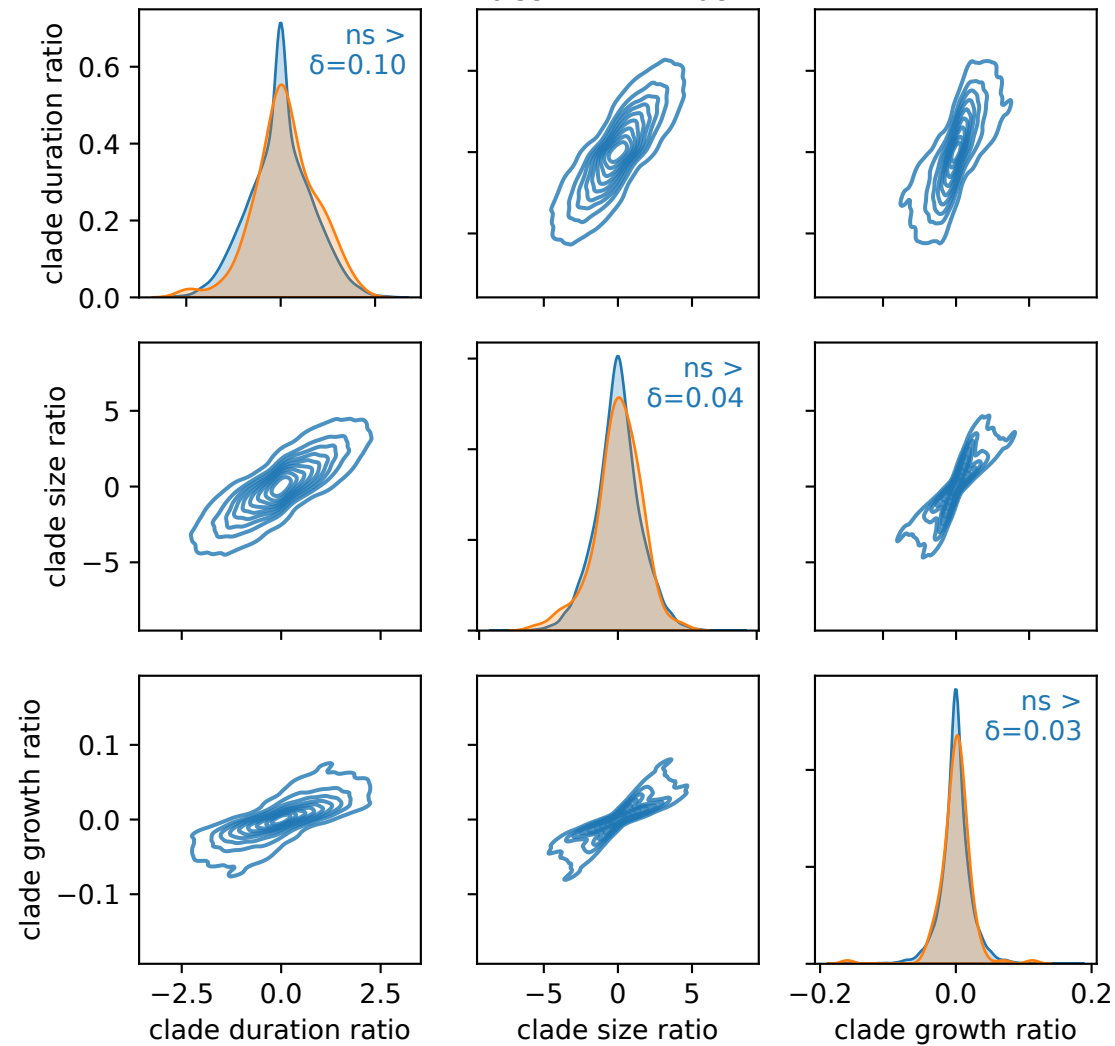 clade duration ratio
0.6
0.4
0.2
0.0
ns >
δ=0.10
clade size ratio
5
0
−5
ns >
δ=0.04
clade growth ratio
0.1
0.0
−0.1
ns >
δ=0.03
−2.5 0.0 2.5
−5 0 5
−0.2 0.0 0.2
clade duration ratio
clade size ratio
clade growth ratio